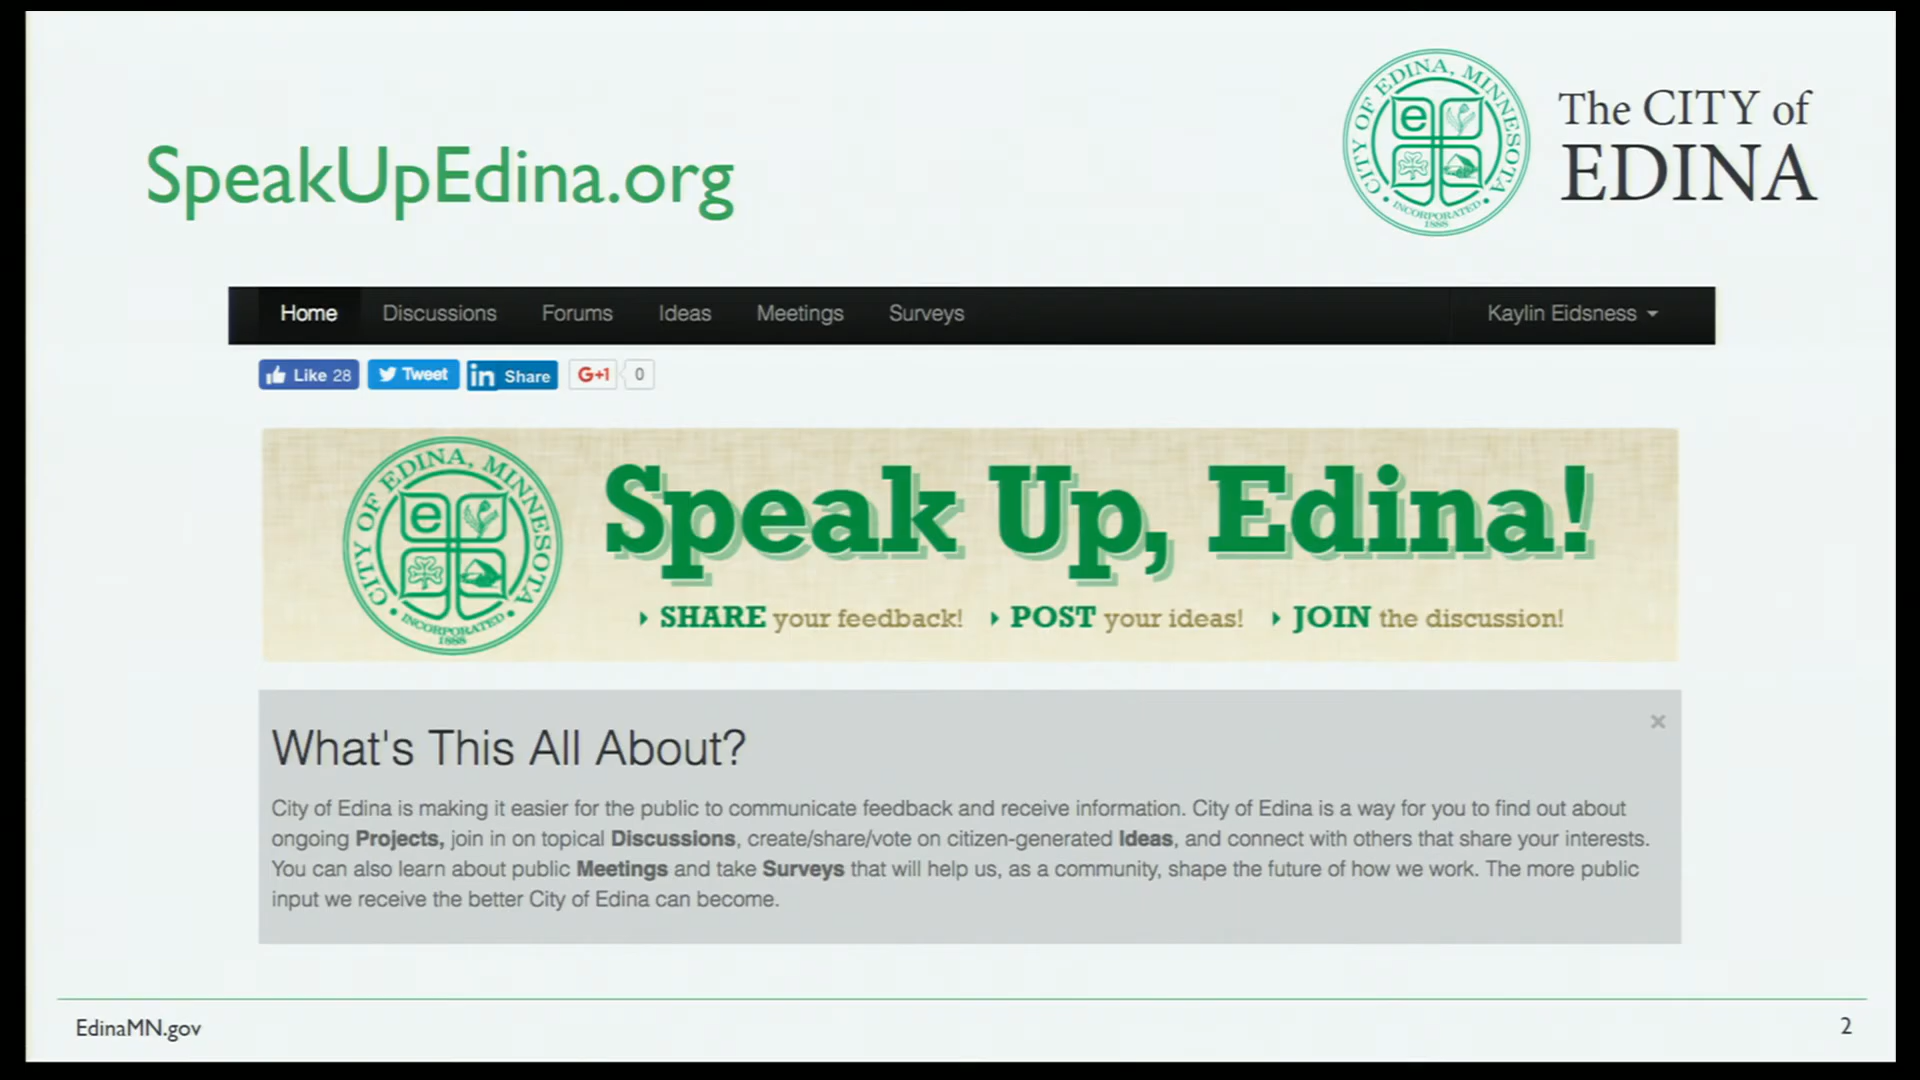 SpeakUpEdina.org
CITY OF EDINA, MINNESOTA
e
INCORPORATED
1888
The CITY of
EDINA
Home Discussions Forums Ideas Meetings Surveys Kaylin Eidsness
Like 28 Tweet in Share G+1 0
CITY OF EDINA, MINNESOTA
e
INCORPORATED
1888
Speak Up, Edina!
SHARE your feedback! POST your ideas! JOIN the discussion!
What's This All About?
City of Edina is making it easier for the public to communicate feedback and receive information. City of Edina is a way for you to find out about
ongoing Projects, join in on topical Discussions, create/share/vote on citizen-generated Ideas, and connect with others that share your interests.
You can also learn about public Meetings and take Surveys that will help us, as a community, shape the future of how we work. The more public
input we receive the better City of Edina can become.
EdinaMN.gov
2